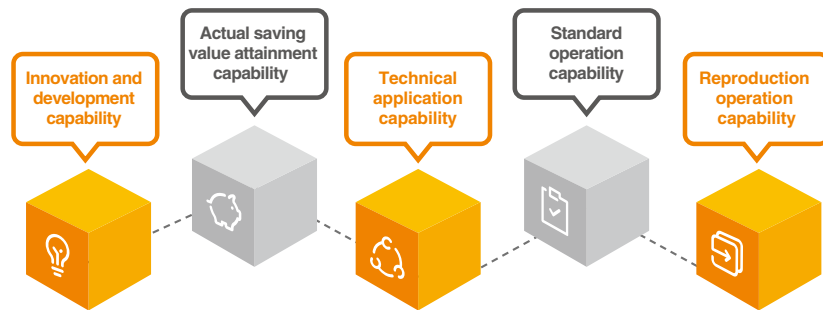 Innovation and
development
capability
Actual saving
value attainment
capability
Technical
application
capability
Standard
operation
capability
Reproduction
operation
capability